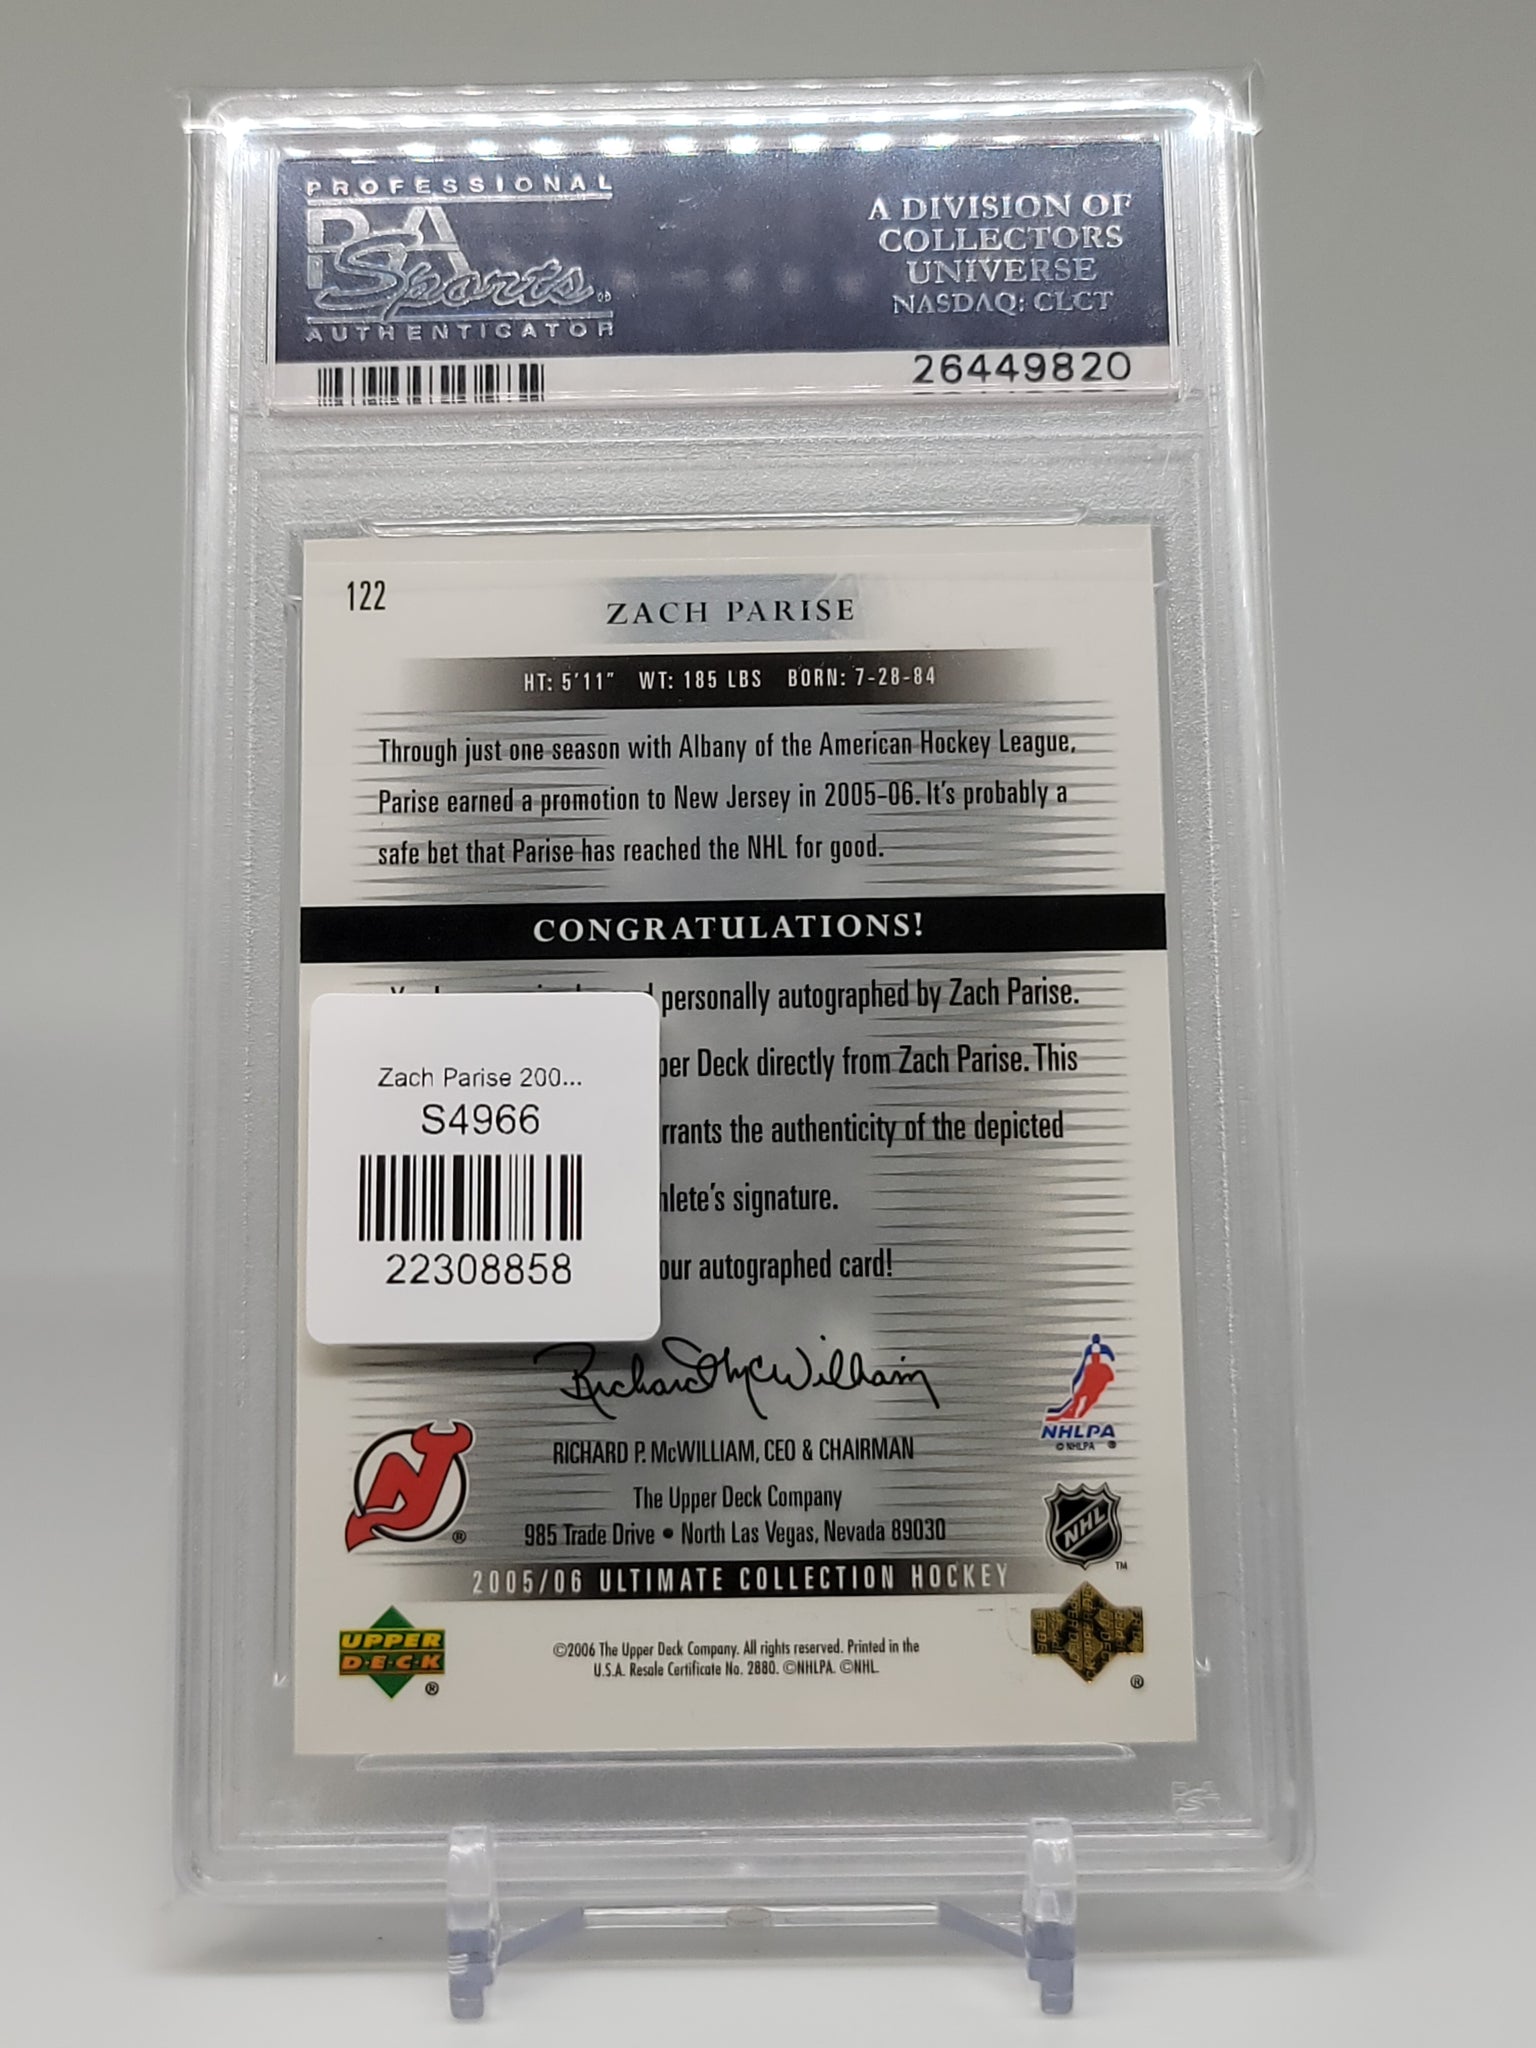 PROFESSIONAL
PSA
Sports
AUTHENTICATOR
A DIVISION OF
COLLECTORS
UNIVERSE
NASDAQ: CLCT
26449820
122
ZACH PARISE
HT: 5'11" WT: 185 LBS BORN: 7-28-84
Through just one season with Albany of the American Hockey League,
Parise earned a promotion to New Jersey in 2005-06. It's probably a
safe bet that Parise has reached the NHL for good.
CONGRATULATIONS!
personally autographed by Zach Parise.
Deck directly from Zach Parise. This
the authenticity of the depicted
signature.
autographed card!
Zach Parise 200...
S4966
22308858
Richard McWilliam
RICHARD P. McWILLIAM, CEO & CHAIRMAN
The Upper Deck Company
985 Trade Drive • North Las Vegas, Nevada 89030
2005/06 ULTIMATE COLLECTION HOCKEY
NHLPA
© NHLPA ®
NHL
TM
®
UPPER
D·E·C·K
®
©2006 The Upper Deck Company. All rights reserved. Printed in the
U.S.A. Resale Certificate No. 2880. ©NHLPA. ©NHL.
®